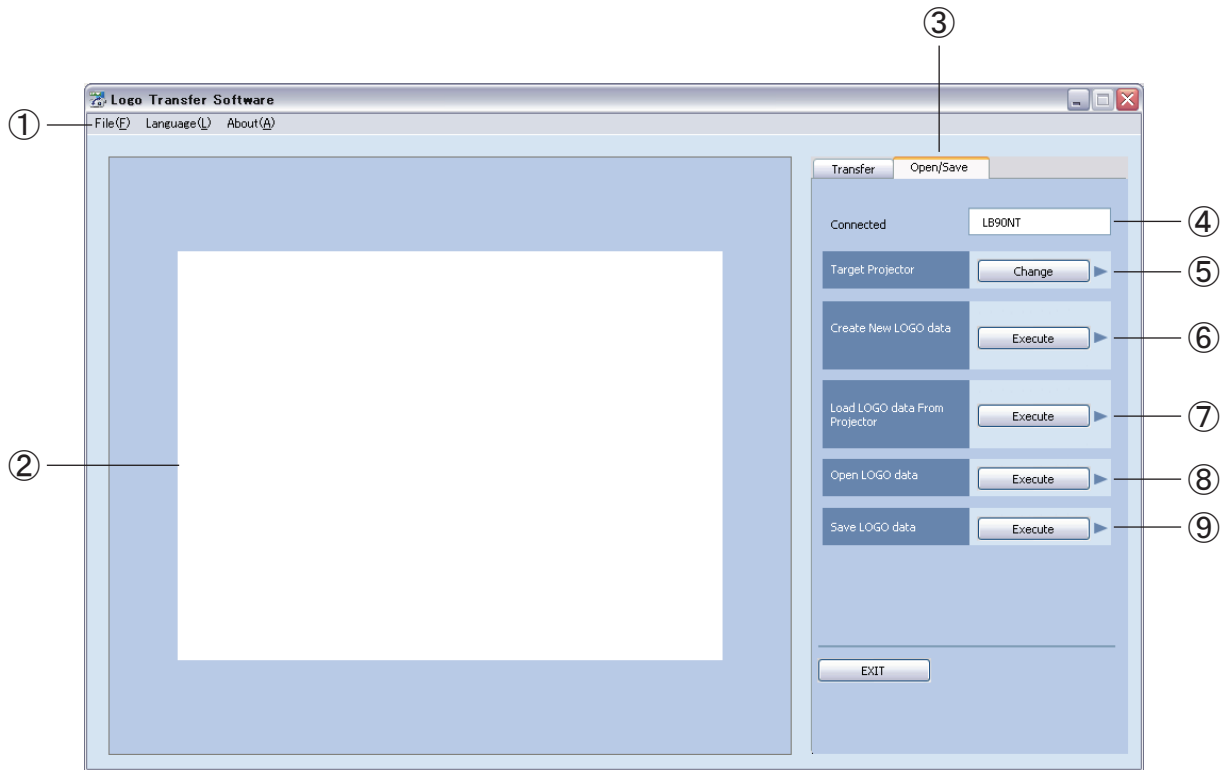 ③
Logo Transfer Software
① File(F) Language(L) About(A)
Transfer Open/Save
Connected LB90NT ④
Target Projector Change ⑤
Create New LOGO data Execute ⑥
Load LOGO data From
Projector Execute ⑦
②
Open LOGO data Execute ⑧
Save LOGO data Execute ⑨
EXIT